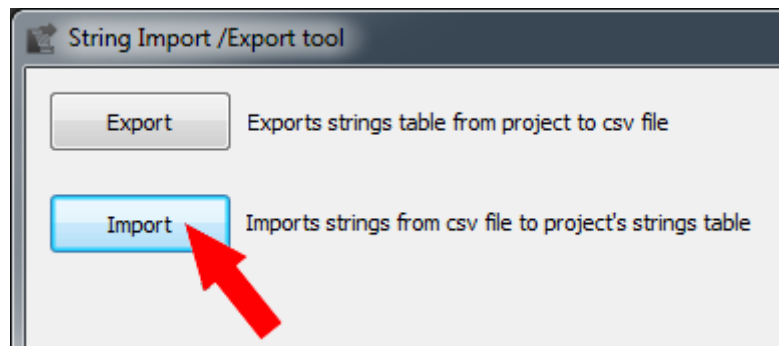 String Import /Export tool
Export Exports strings table from project to csv file
Import Imports strings from csv file to project's strings table